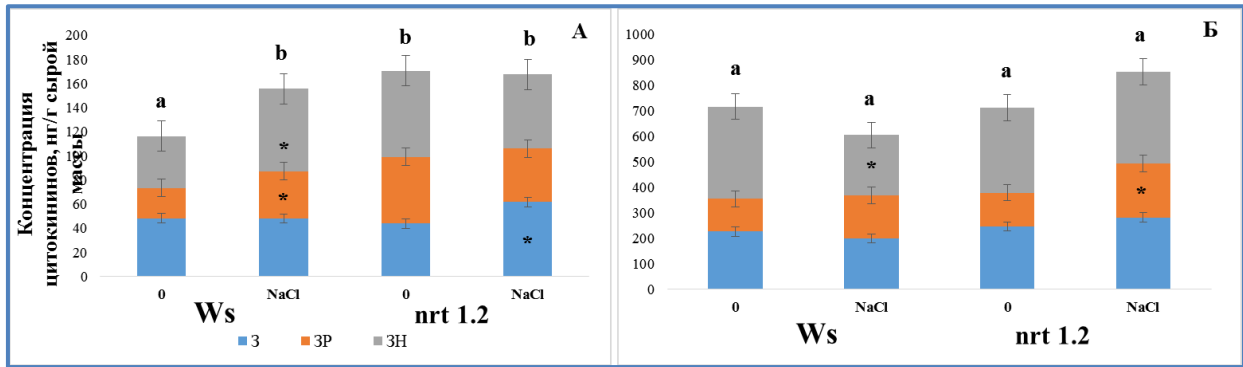 Концентрация
цитокининов, нг/г сырой
массы
А
200
180
160
140
120
100
80
60
40
20
0
a
b
b
b
*
*
*
0
NaCl
0
NaCl
Ws
nrt 1.2
З
ЗР
ЗН
Б
1000
900
800
700
600
500
400
300
200
100
0
a
a
a
a
*
*
0
NaCl
0
NaCl
Ws
nrt 1.2